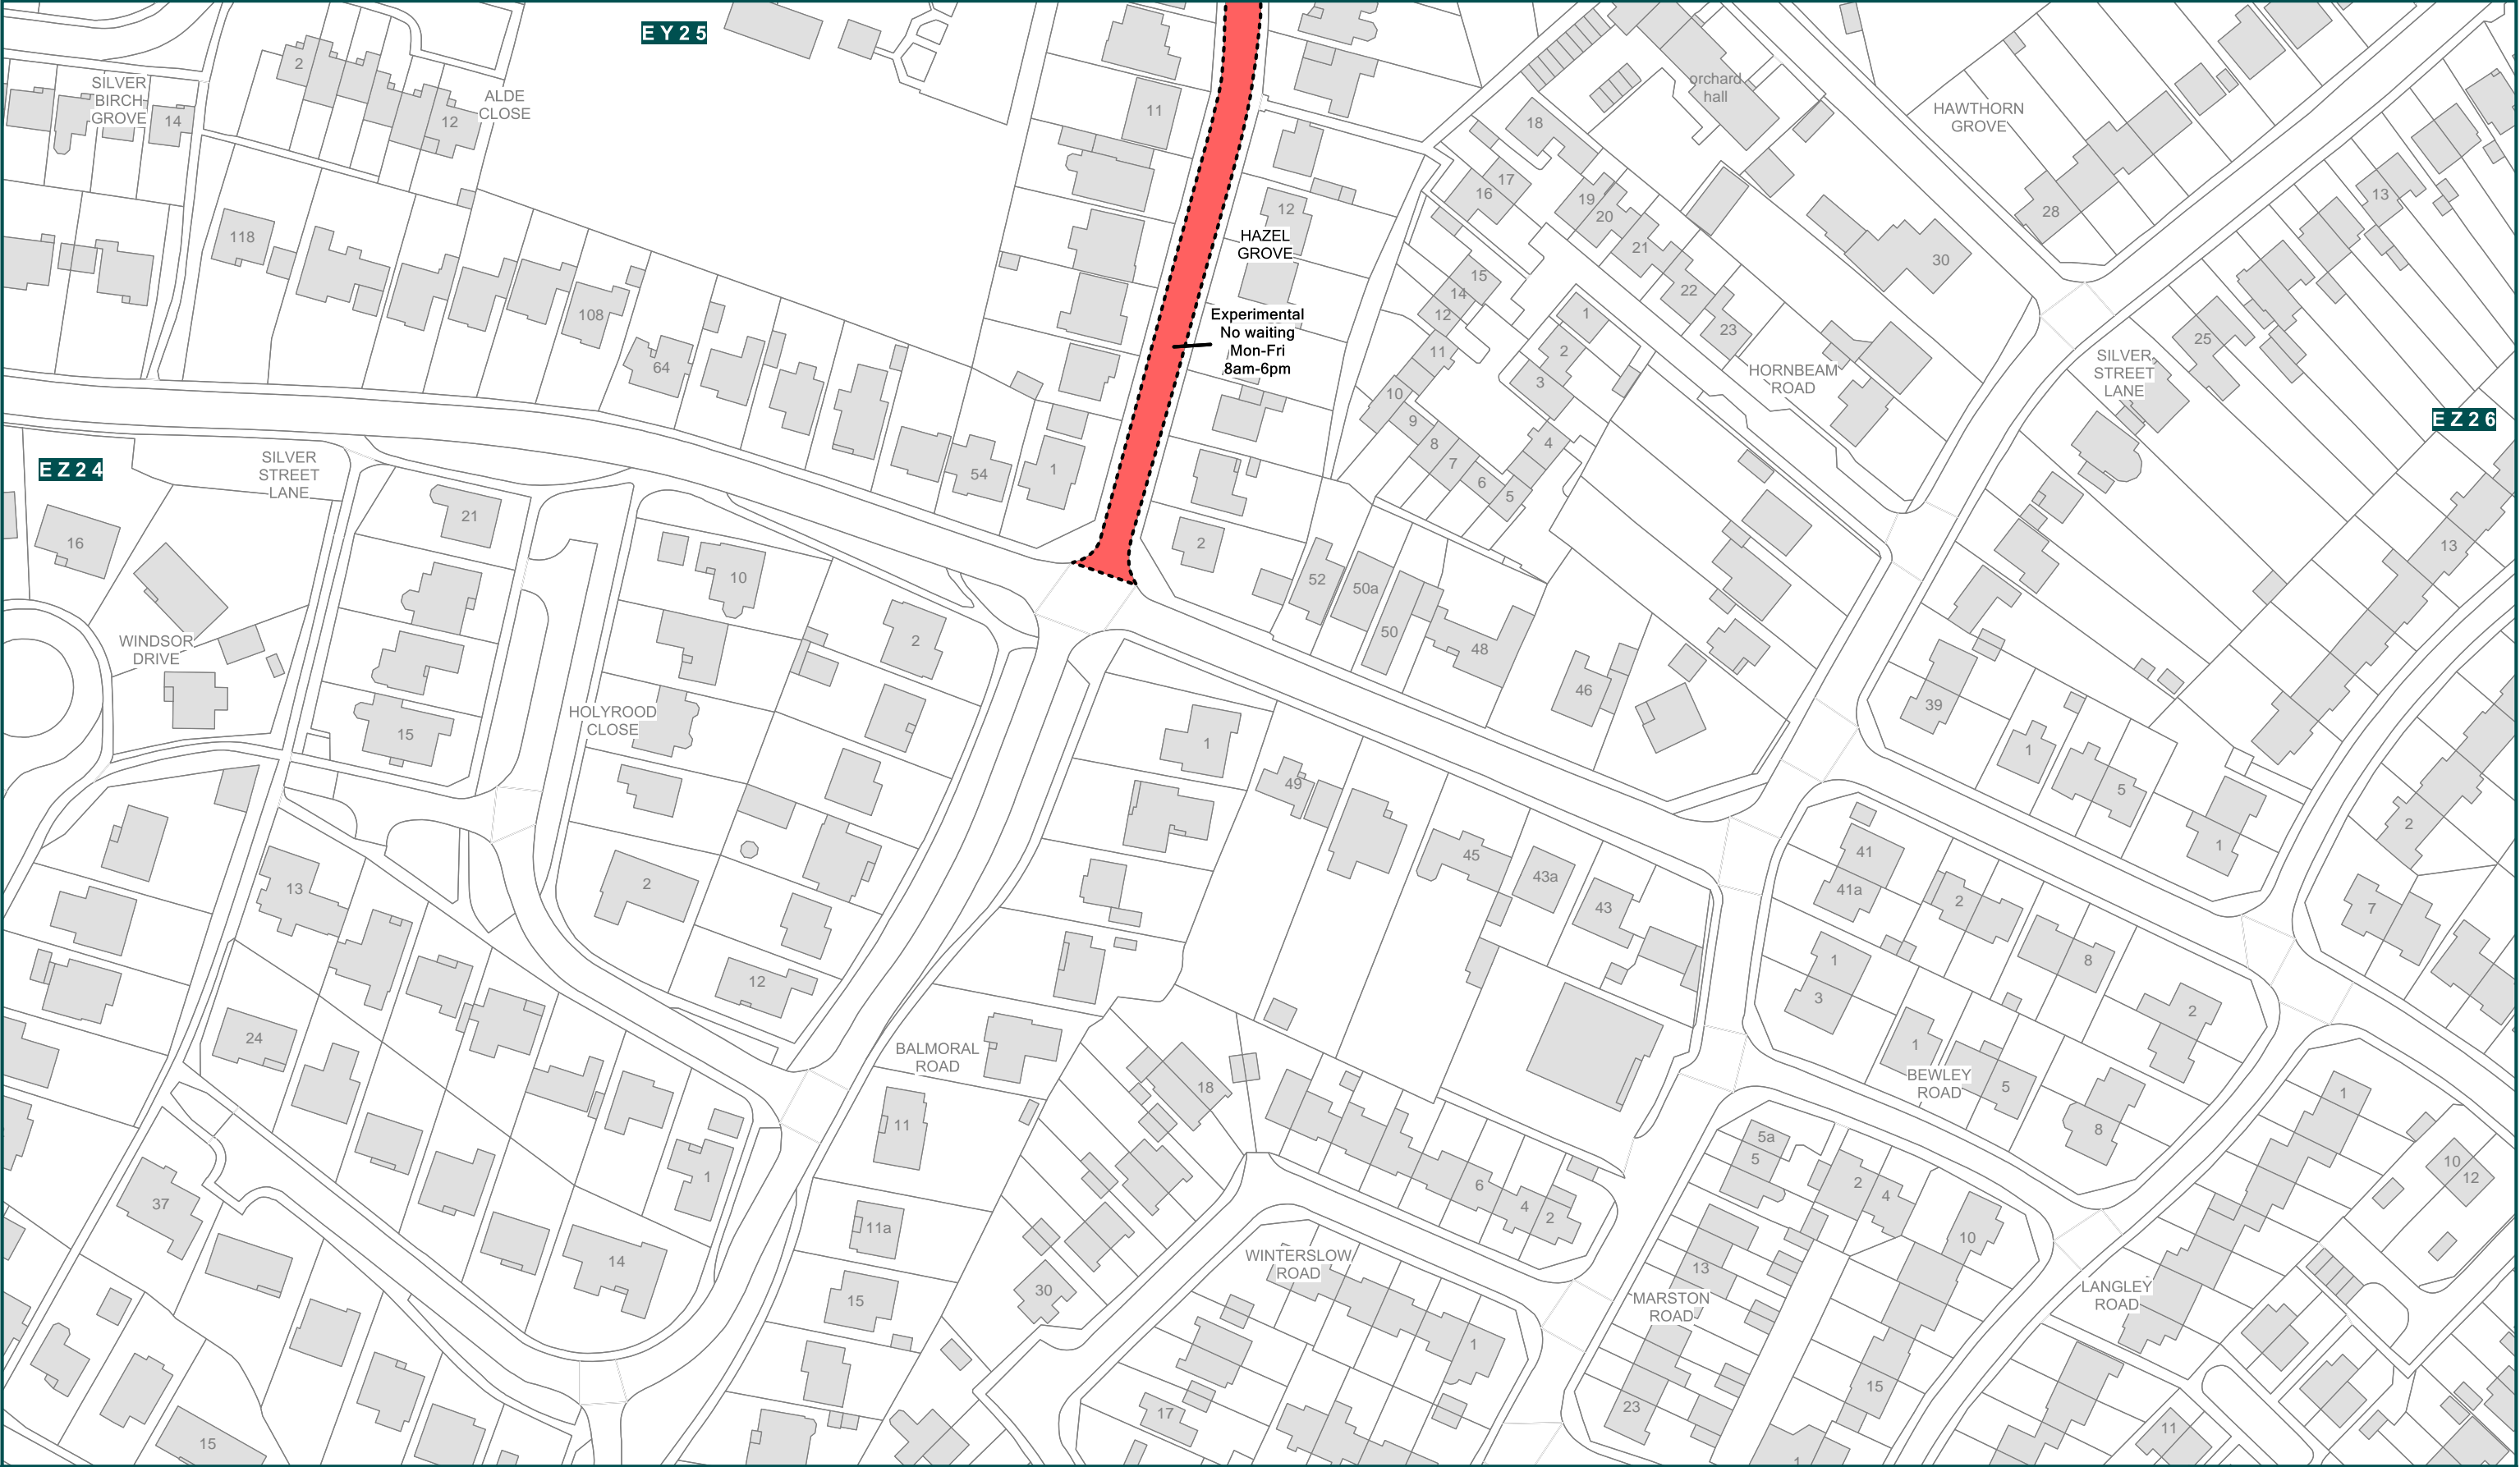 EY25
2
SILVER
BIRCH
GROVE
14
ALDE
CLOSE
12
11
orchard
hall
HAWTHORN
GROVE
18
17
16
19
20
21
22
23
28
13
30
118
108
64
12
HAZEL
GROVE
Experimental
No waiting
Mon-Fri
8am-6pm
15
14
12
11
10
9
8
7
6
5
4
1
2
3
HORNBEAM
ROAD
SILVER
STREET
LANE
25
EZ26
EZ24
SILVER
STREET
LANE
16
21
54
1
2
13
WINDSOR
DRIVE
10
2
52
50a
50
48
46
39
1
5
1
2
15
HOLYROOD
CLOSE
1
49
45
43a
43
41
41a
2
8
7
13
2
12
1
3
2
24
BALMORAL
ROAD
18
1
5
BEWLEY
ROAD
8
1
11
5a
5
2
4
10
10
12
37
1
11a
6
4
2
14
15
30
WINTERSLOW
ROAD
13
MARSTON
ROAD
LANGLEY
ROAD
1
15
17
23
15
11
1